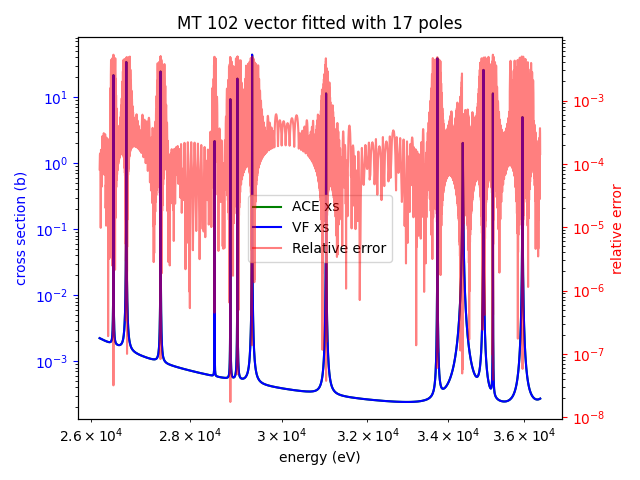 MT 102 vector fitted with 17 poles
10¹
10⁰
10⁻¹
10⁻²
10⁻³
cross section (b)
ACE xs
VF xs
Relative error
10⁻³
10⁻⁴
10⁻⁵
10⁻⁶
10⁻⁷
10⁻⁸
relative error
2.6 × 10⁴ 2.8 × 10⁴ 3 × 10⁴ 3.2 × 10⁴ 3.4 × 10⁴ 3.6 × 10⁴
energy (eV)